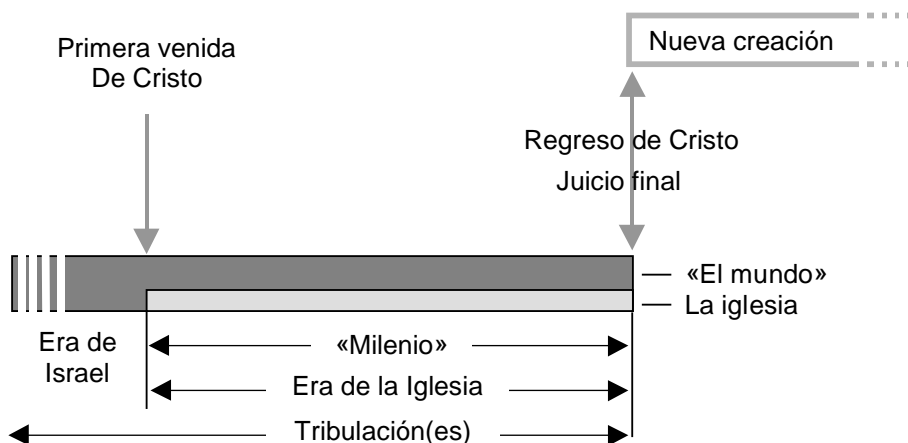 Primera venida
De Cristo
Nueva creación
Regreso de Cristo
Juicio final
«El mundo»
La iglesia
Era de
Israel
«Milenio»
Era de la Iglesia
Tribulación(es)